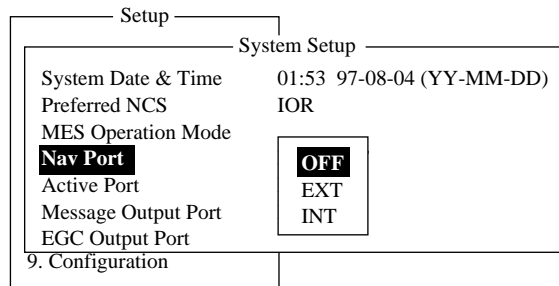 Setup
System Setup
System Date & Time 01:53 97-08-04 (YY-MM-DD)
Preferred NCS IOR
MES Operation Mode
Nav Port OFF
Active Port EXT
Message Output Port INT
EGC Output Port
9. Configuration